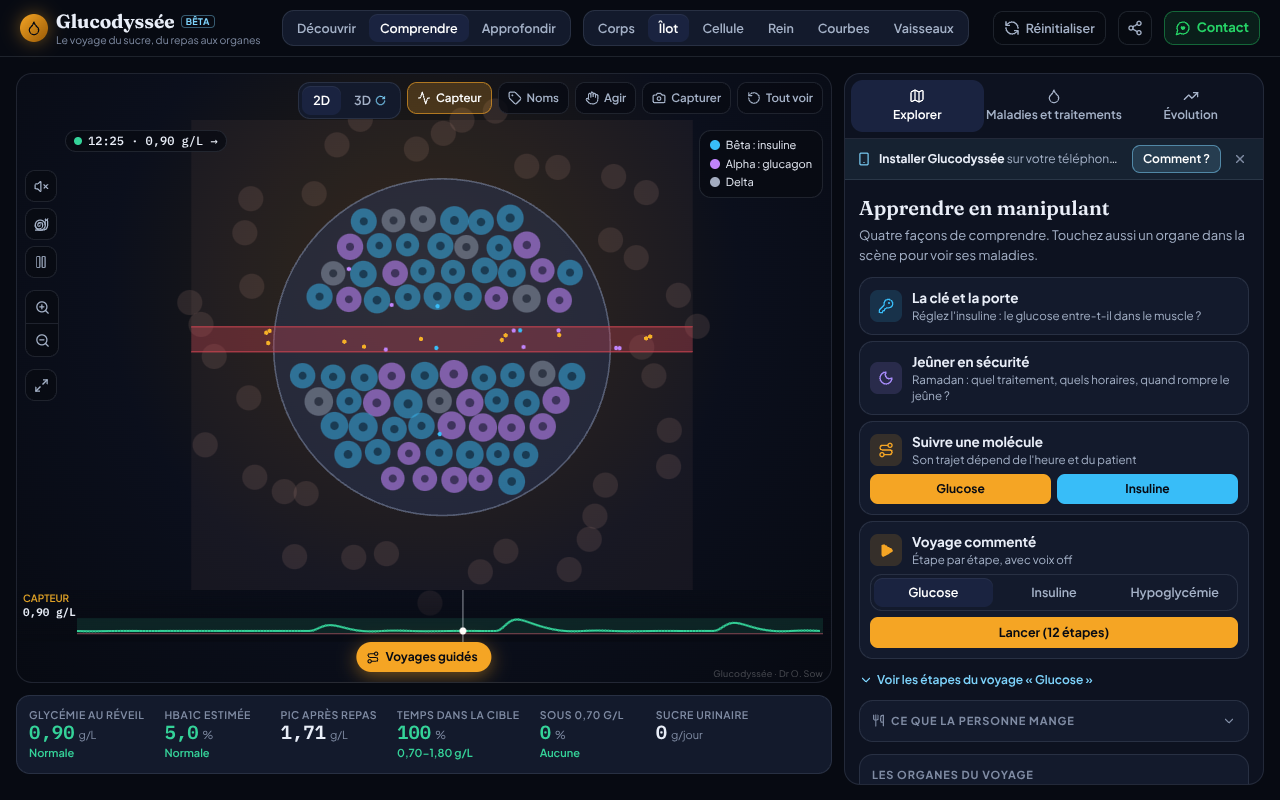 Glucodyssée BÊTA
Le voyage du sucre, du repas aux organes
Découvrir Comprendre Approfondir
Corps Îlot Cellule Rein Courbes Vaisseaux
Réinitialiser
Contact
2D 3D
Capteur
Noms
Agir
Capturer
Tout voir
12:25 · 0,90 g/L →
Bêta : insuline
Alpha : glucagon
Delta
CAPTEUR
0,90 g/L
Voyages guidés
Glucodyssée · Dr O. Sow
GLYCÉMIE AU RÉVEIL
0,90 g/L
Normale
HBA1C ESTIMÉE
5,0 %
Normale
PIC APRÈS REPAS
1,71 g/L
TEMPS DANS LA CIBLE
100 %
0,70–1,80 g/L
SOUS 0,70 G/L
0 %
Aucune
SUCRE URINAIRE
0 g/jour
Explorer
Maladies et traitements
Évolution
Installer Glucodyssée sur votre téléphon…
Comment ?
Apprendre en manipulant
Quatre façons de comprendre. Touchez aussi un organe dans la
scène pour voir ses maladies.
La clé et la porte
Réglez l'insuline : le glucose entre-t-il dans le muscle ?
Jeûner en sécurité
Ramadan : quel traitement, quels horaires, quand rompre le
jeûne ?
Suivre une molécule
Son trajet dépend de l'heure et du patient
Glucose Insuline
Voyage commenté
Étape par étape, avec voix off
Glucose Insuline Hypoglycémie
Lancer (12 étapes)
Voir les étapes du voyage « Glucose »
CE QUE LA PERSONNE MANGE
LES ORGANES DU VOYAGE